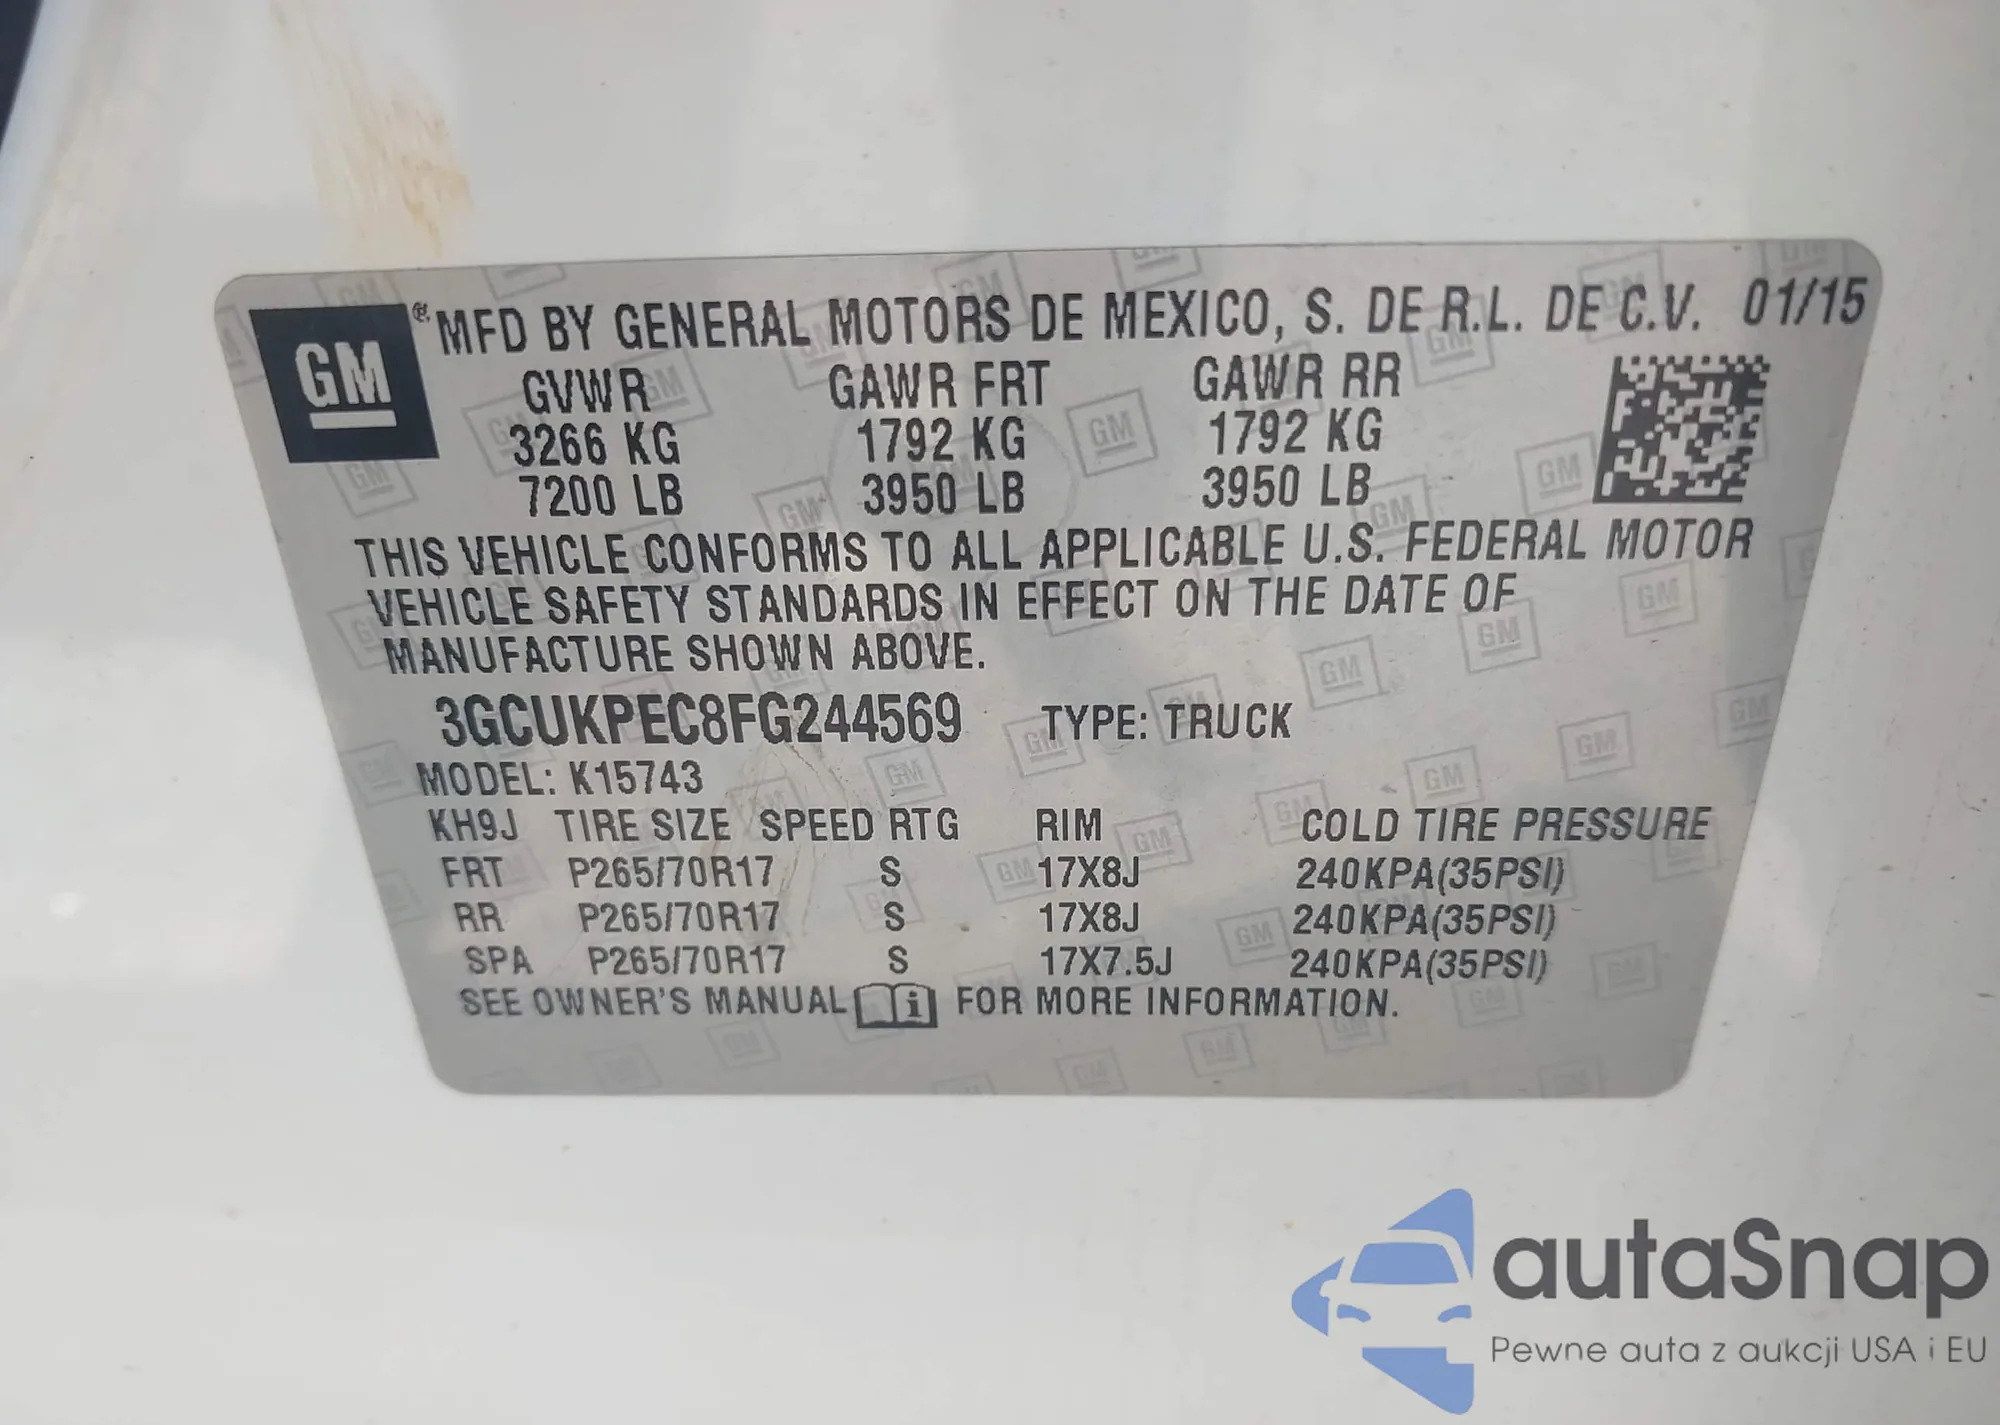 GM ® MFD BY GENERAL MOTORS DE MEXICO, S. DE R.L. DE C.V. 01/15
GVWR GAWR FRT GAWR RR
3266 KG 1792 KG 1792 KG
7200 LB 3950 LB 3950 LB
THIS VEHICLE CONFORMS TO ALL APPLICABLE U.S. FEDERAL MOTOR
VEHICLE SAFETY STANDARDS IN EFFECT ON THE DATE OF
MANUFACTURE SHOWN ABOVE.
3GCUKPEC8FG244569 TYPE: TRUCK
MODEL: K15743
KH9J TIRE SIZE SPEED RTG RIM COLD TIRE PRESSURE
FRT P265/70R17 S 17X8J 240KPA(35PSI)
RR P265/70R17 S 17X8J 240KPA(35PSI)
SPA P265/70R17 S 17X7.5J 240KPA(35PSI)
SEE OWNER'S MANUAL i FOR MORE INFORMATION.
autaSnap
Pewne auta z aukcji USA i EU